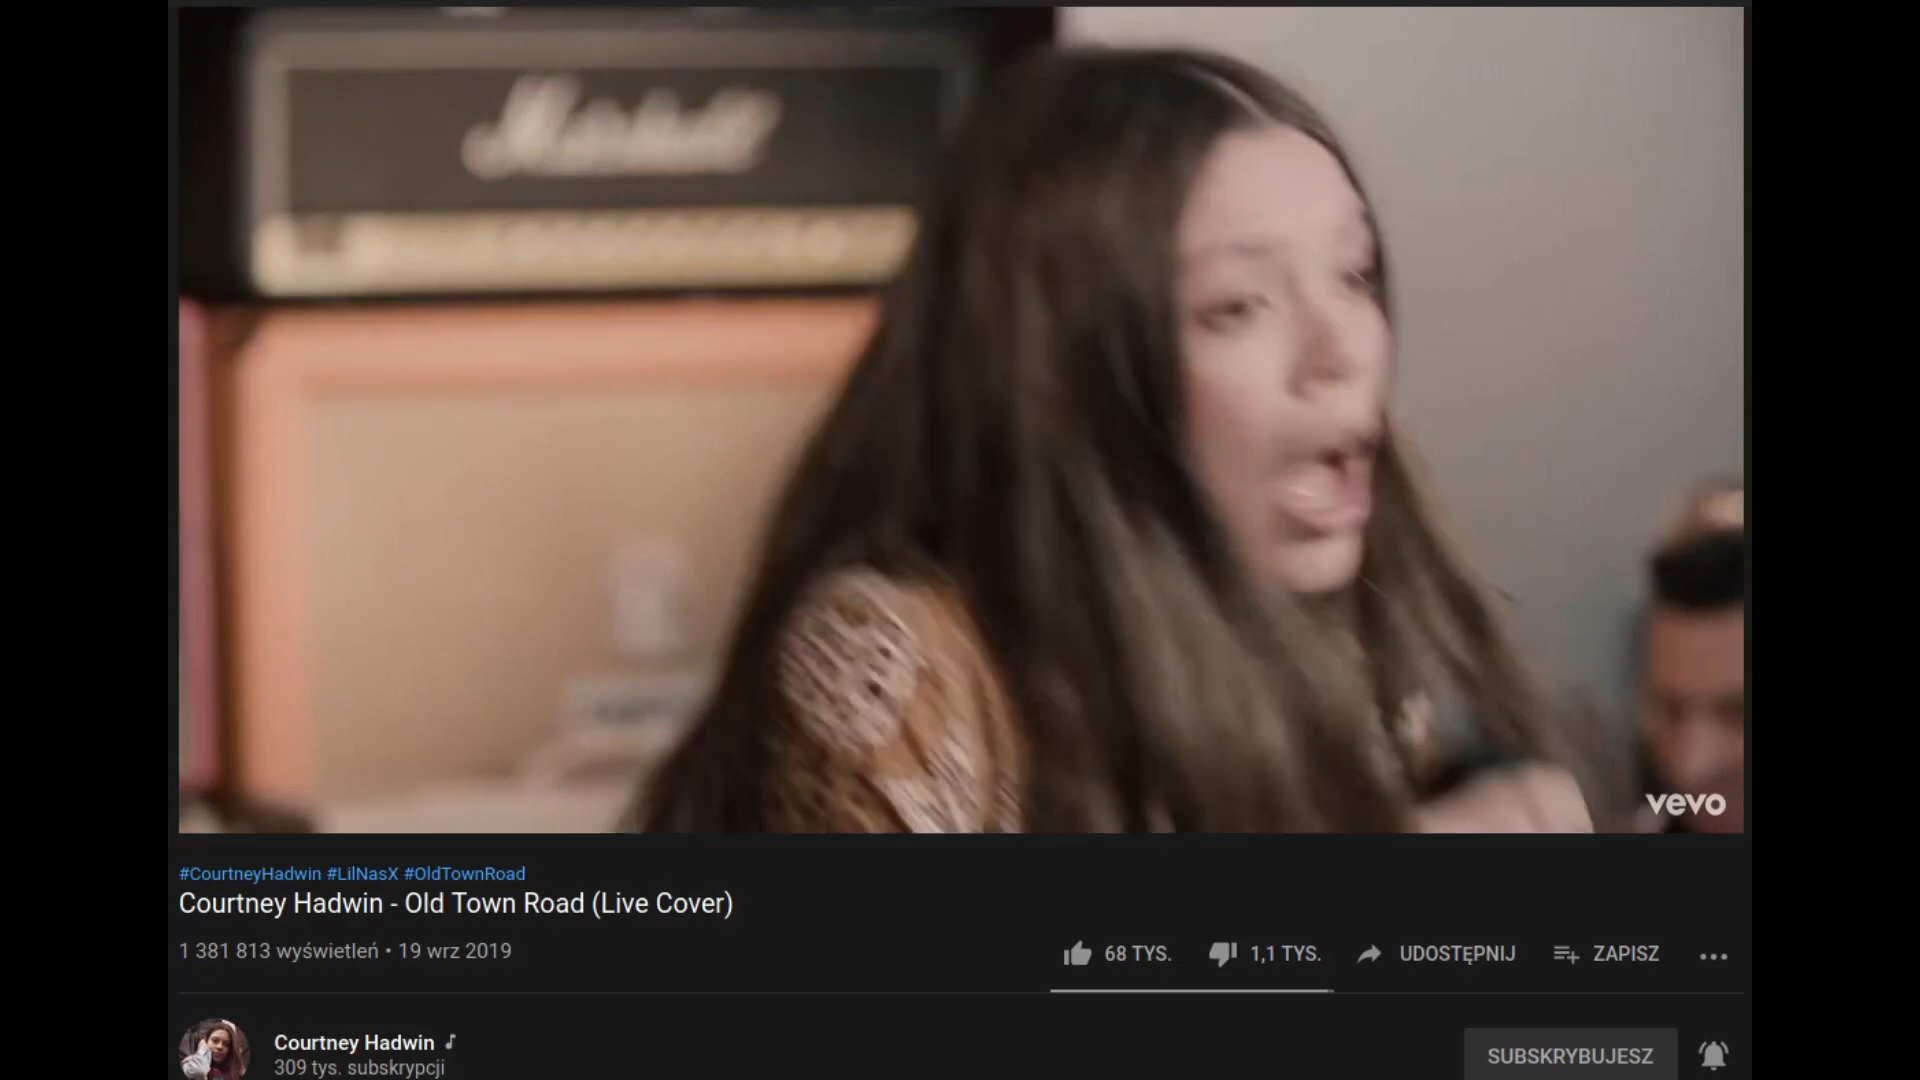 Marshall
vevo
#CourtneyHadwin #LilNasX #OldTownRoad
Courtney Hadwin - Old Town Road (Live Cover)
1 381 813 wyświetleń • 19 wrz 2019
68 TYS. 1,1 TYS. UDOSTĘPNIJ ZAPISZ
Courtney Hadwin
309 tys. subskrypcji
SUBSKRYBUJESZ